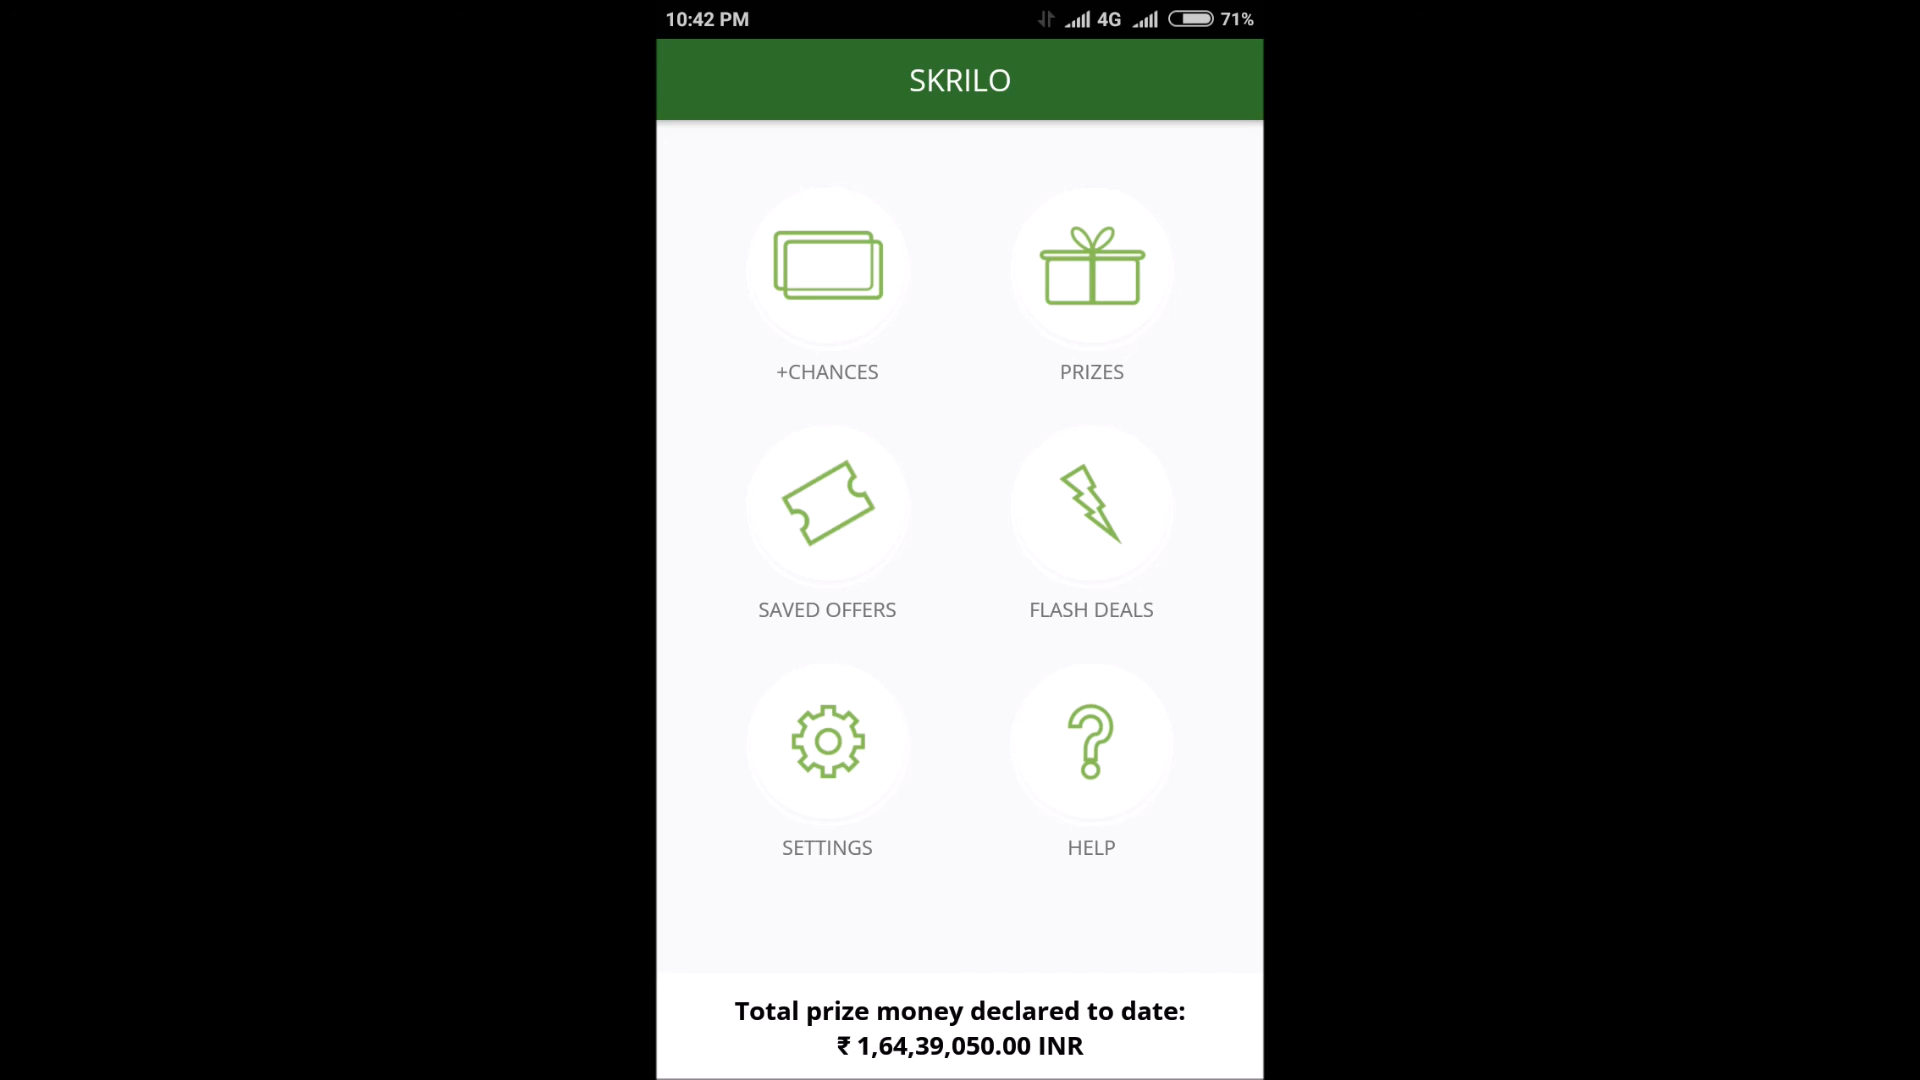 10:42 PM 4G 71%
SKRILO
+CHANCES PRIZES
SAVED OFFERS FLASH DEALS
SETTINGS HELP
Total prize money declared to date:
₹ 1,64,39,050.00 INR